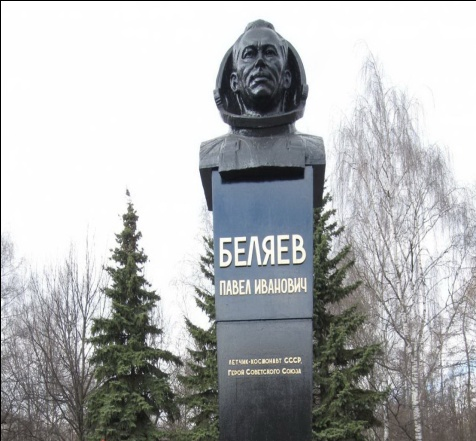 БЕЛЯЕВ
ПАВЕЛ ИВАНОВИЧ
ЛЕТЧИК-КОСМОНАВТ СССР,
ГЕРОЙ СОВЕТСКОГО СОЮЗА